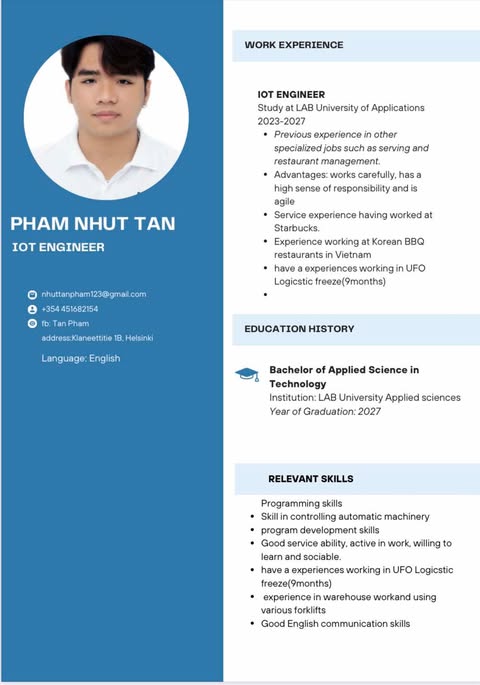 PHAM NHUT TAN
IOT ENGINEER
nhuttanpham123@gmail.com
+354 451682154
fb: Tan Pham
address:Klaneettitie 1B, Helsinki
Language: English
WORK EXPERIENCE
IOT ENGINEER
Study at LAB University of Applications
2023-2027
• Previous experience in other
specialized jobs such as serving and
restaurant management.
• Advantages: works carefully, has a
high sense of responsibility and is
agile
• Service experience having worked at
Starbucks.
• Experience working at Korean BBQ
restaurants in Vietnam
• have a experiences working in UFO
Logicstic freeze(9months)
•
EDUCATION HISTORY
Bachelor of Applied Science in
Technology
Institution: LAB University Applied sciences
Year of Graduation: 2027
RELEVANT SKILLS
Programming skills
• Skill in controlling automatic machinery
• program development skills
• Good service ability, active in work, willing to
learn and sociable.
• have a experiences working in UFO Logicstic
freeze(9months)
• experience in warehouse workand using
various forklifts
• Good English communication skills